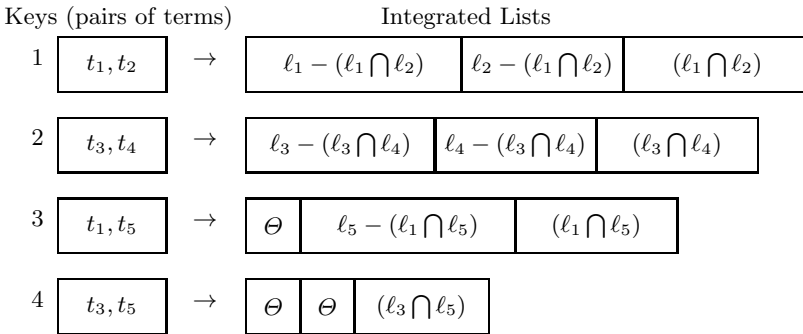 Keys (pairs of terms) Integrated Lists
1 t₁, t₂ → ℓ₁ − (ℓ₁ ⋂ ℓ₂) ℓ₂ − (ℓ₁ ⋂ ℓ₂) (ℓ₁ ⋂ ℓ₂)
2 t₃, t₄ → ℓ₃ − (ℓ₃ ⋂ ℓ₄) ℓ₄ − (ℓ₃ ⋂ ℓ₄) (ℓ₃ ⋂ ℓ₄)
3 t₁, t₅ → Θ ℓ₅ − (ℓ₁ ⋂ ℓ₅) (ℓ₁ ⋂ ℓ₅)
4 t₃, t₅ → Θ Θ (ℓ₃ ⋂ ℓ₅)